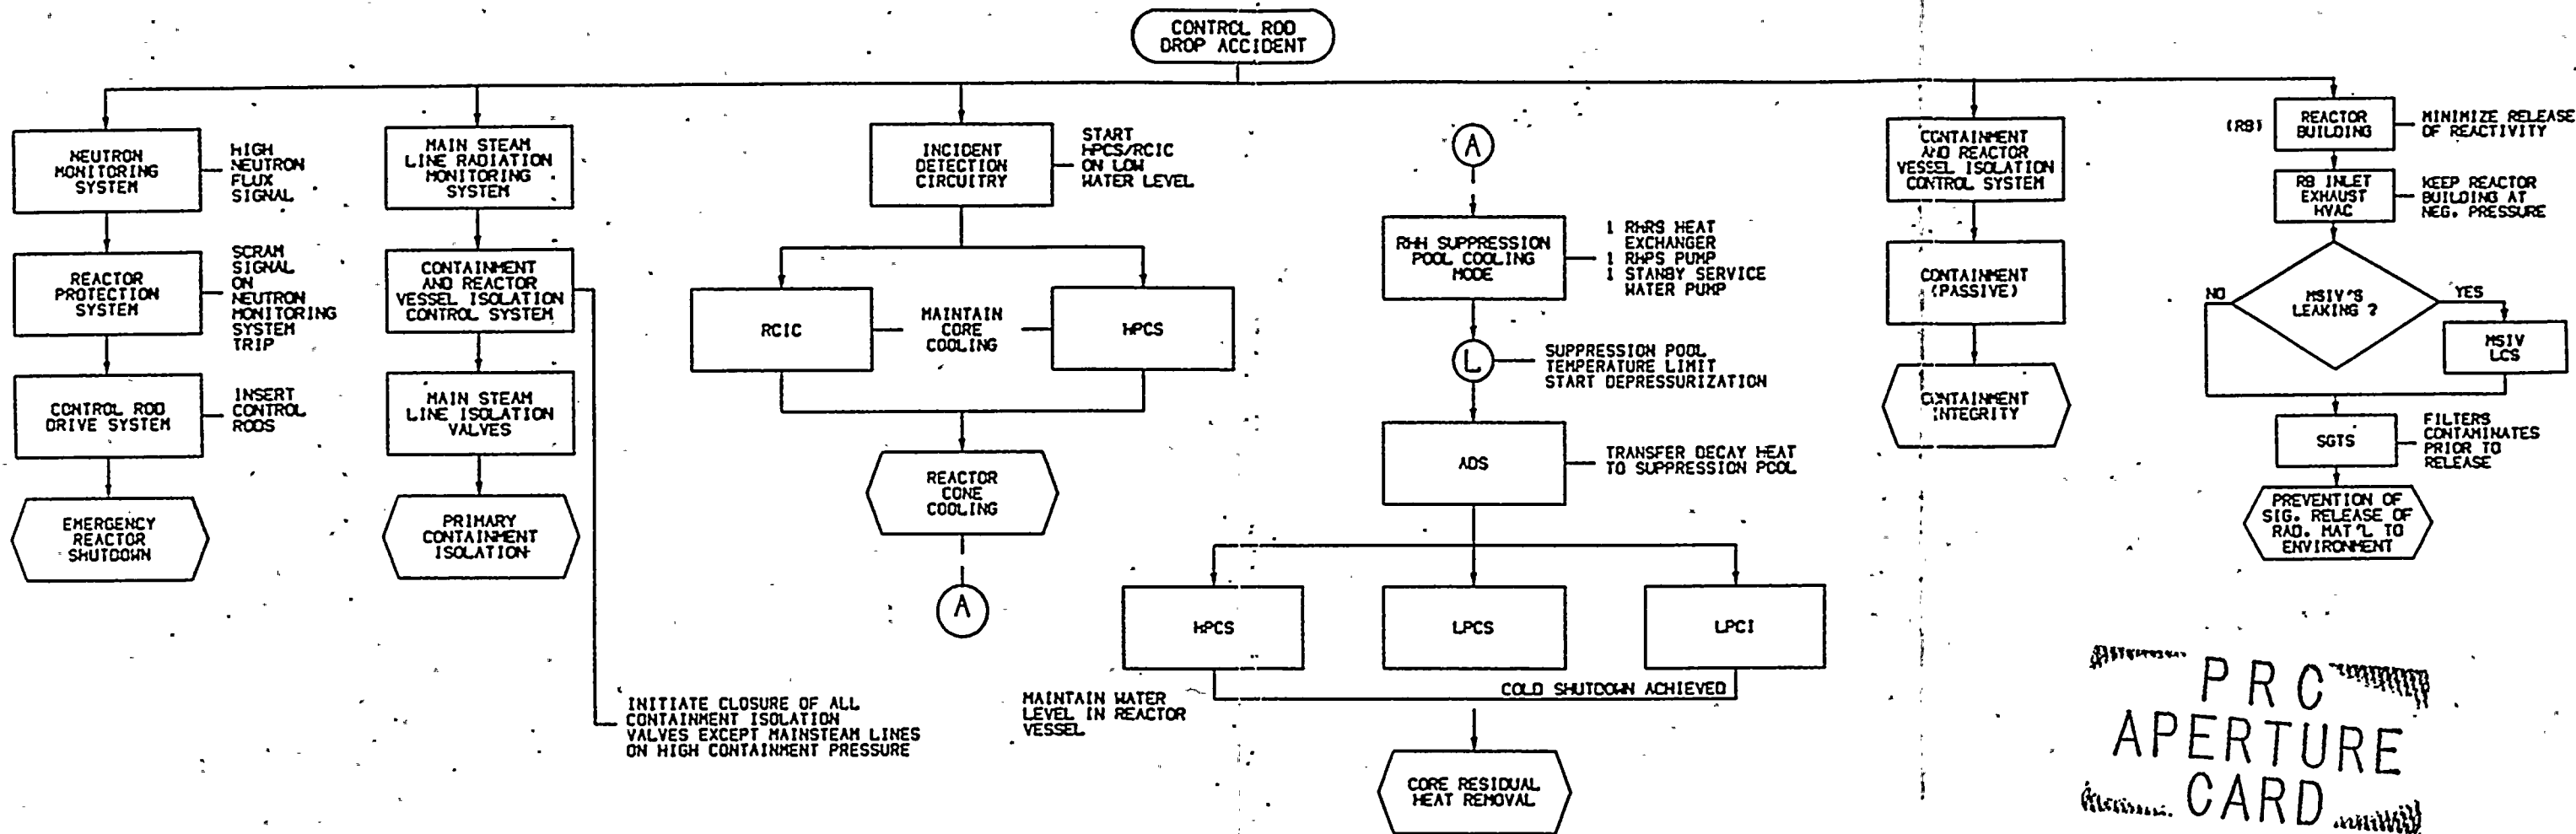 CONTROL ROD
DROP ACCIDENT
NEUTRON
MONITORING
SYSTEM
HIGH
NEUTRON
FLUX
SIGNAL
REACTOR
PROTECTION
SYSTEM
SCRAM
SIGNAL
ON
NEUTRON
MONITORING
SYSTEM
TRIP
CONTROL ROD
DRIVE SYSTEM
INSERT
CONTROL
RODS
EMERGENCY
REACTOR
SHUTDOWN
MAIN STEAM
LINE RADIATION
MONITORING
SYSTEM
CONTAINMENT
AND REACTOR
VESSEL ISOLATION
CONTROL SYSTEM
MAIN STEAM
LINE ISOLATION
VALVES
PRIMARY
CONTAINMENT
ISOLATION
INITIATE CLOSURE OF ALL
CONTAINMENT ISOLATION
VALVES EXCEPT MAINSTEAM LINES
ON HIGH CONTAINMENT PRESSURE
INCIDENT
DETECTION
CIRCUITRY
START
HPCS/RCIC
ON LOW
WATER LEVEL
RCIC
MAINTAIN
CORE
COOLING
HPCS
REACTOR
CONE
COOLING
A
A
RHH SUPPRESSION
POOL COOLING
MODE
1 RHRS HEAT
EXCHANGER
1 RHPS PUMP
1 STANBY SERVICE
WATER PUMP
L
SUPPRESSION POOL
TEMPERATURE LIMIT
START DEPRESSURIZATION
ADS
TRANSFER DECAY HEAT
TO SUPPRESSION POOL
HPCS
LPCS
LPCI
MAINTAIN WATER
LEVEL IN REACTOR
VESSEL
COLD SHUTDOWN ACHIEVED
CORE RESIDUAL
HEAT REMOVAL
CONTAINMENT
AND REACTOR
VESSEL ISOLATION
CONTROL SYSTEM
CONTAINMENT
(PASSIVE)
CONTAINMENT
INTEGRITY
(RB)
REACTOR
BUILDING
MINIMIZE RELEASE
OF REACTIVITY
RB INLET
EXHAUST
HVAC
KEEP REACTOR
BUILDING AT
NEG. PRESSURE
NO
MSIV'S
LEAKING ?
YES
MSIV
LCS
SGTS
FILTERS
CONTAMINATES
PRIOR TO
RELEASE
PREVENTION OF
SIG. RELEASE OF
RAD. MAT'L TO
ENVIRONMENT
PRC
APERTURE
CARD